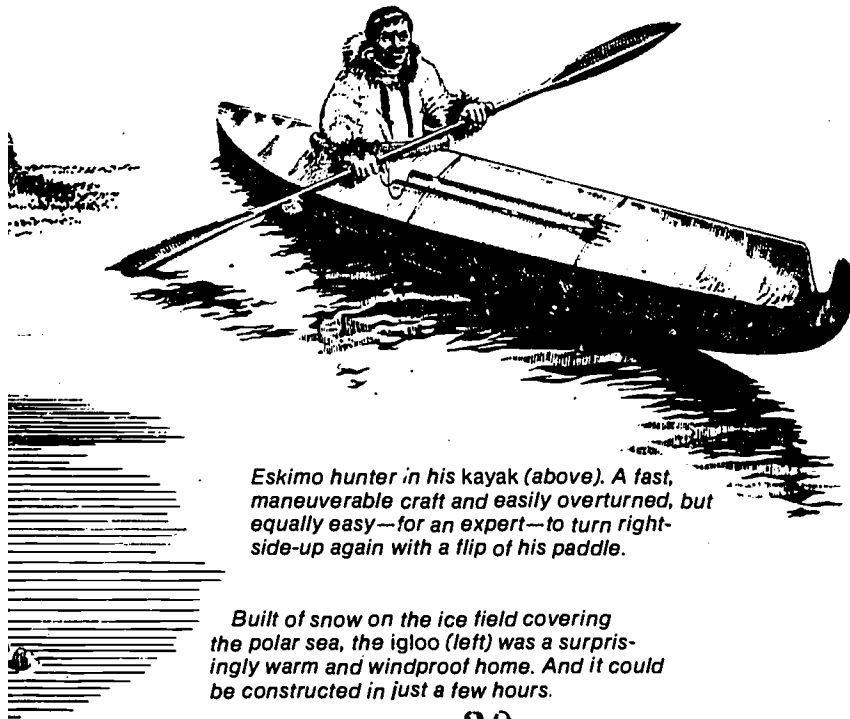 Eskimo hunter in his kayak (above). A fast,
maneuverable craft and easily overturned, but
equally easy—for an expert—to turn right-
side-up again with a flip of his paddle.
Built of snow on the ice field covering
the polar sea, the igloo (left) was a surpris-
ingly warm and windproof home. And it could
be constructed in just a few hours.